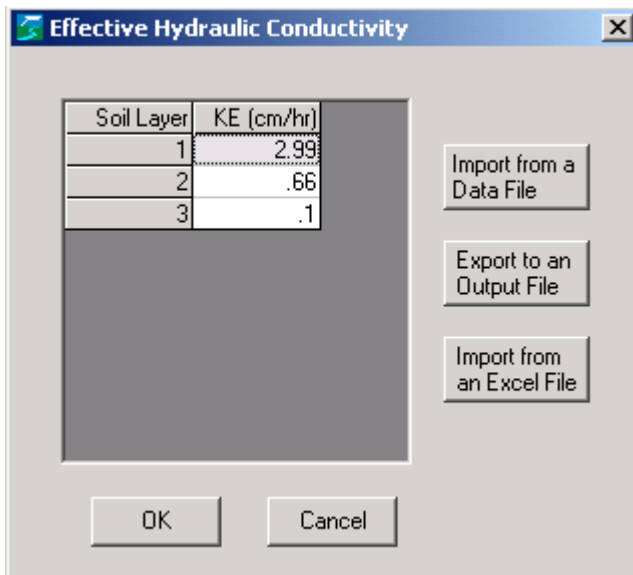 Effective Hydraulic Conductivity
Soil Layer KE (cm/hr)
1 2.99
2 .66
3 .1
Import from a
Data File
Export to an
Output File
Import from
an Excel File
OK Cancel